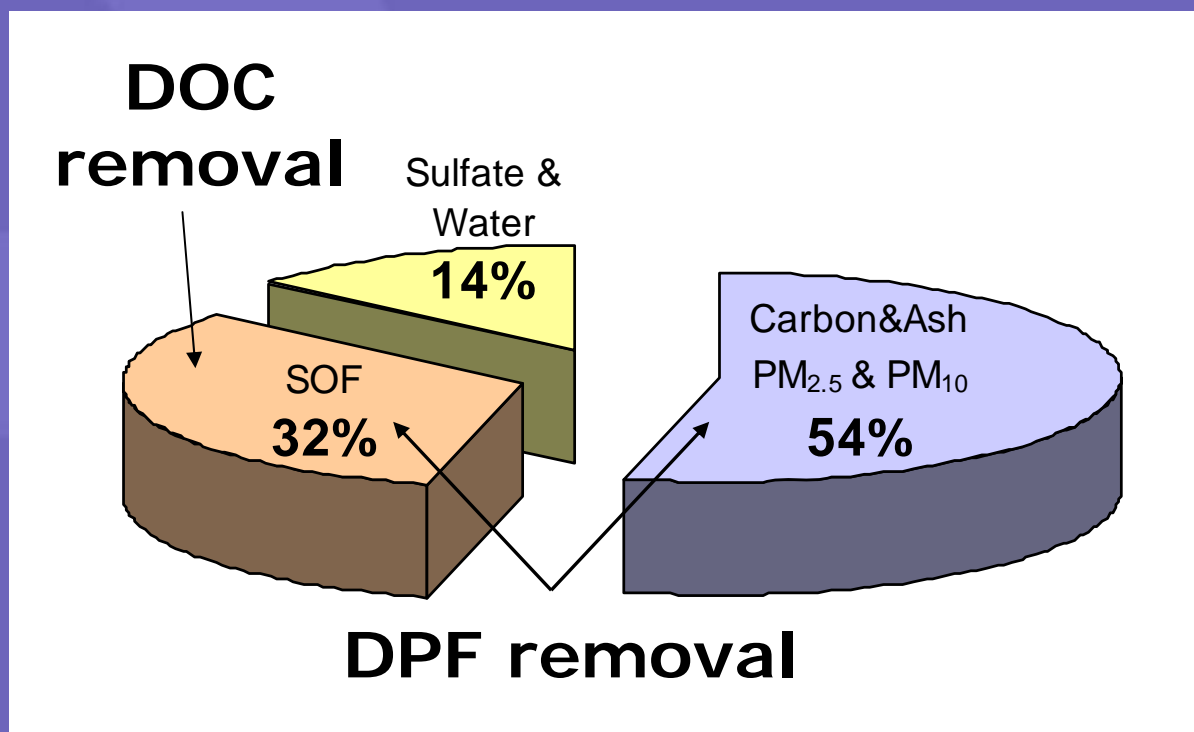 DOC
removal
Sulfate &
Water
14%
SOF
32%
Carbon&Ash
PM₂.₅ & PM₁₀
54%
DPF removal